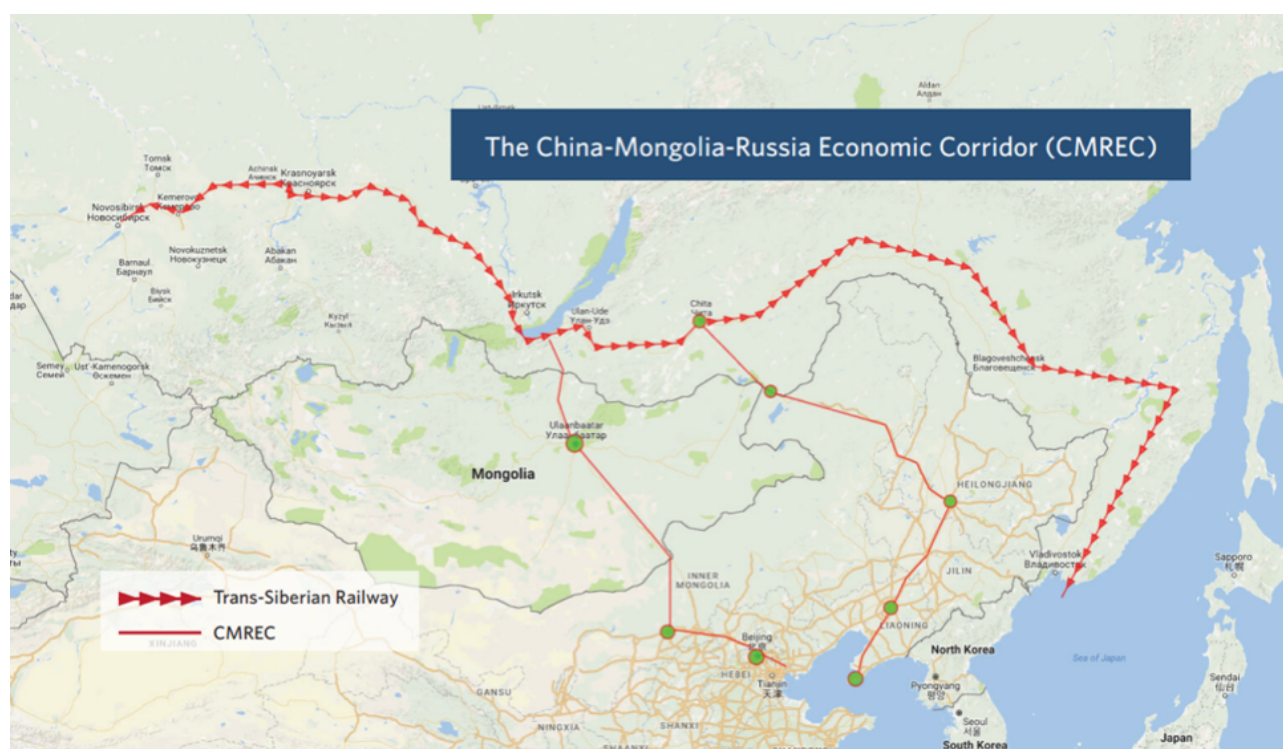 The China-Mongolia-Russia Economic Corridor (CMREC)
Aldan
Алдан
Tomsk
Томск
Achinsk
Ачинск
Krasnoyarsk
Красноярск
Kemerovo
Кемерово
Novosibirsk
Новосибирск
Novokuznetsk
Новокузнецк
Abakan
Абакан
Barnaul
Барнаул
Biysk
Бийск
Kyzyl
Кызыл
Irkutsk
Иркутск
Ulan-Ude
Улан-Удэ
Chita
Чита
Blagoveshchensk
Благовещенск
Semey
Семей
Ust'-Kamenogorsk
Өскемен
Ulaanbaatar
Улаанбаатар
Mongolia
HEILONGJIANG
Urumqi
乌鲁木齐
Vladivostok
Владивосток
Sapporo
札幌
JILIN
INNER
MONGOLIA
Trans-Siberian Railway
CMREC
XINJIANG
LIAONING
Beijing
HEBEI
Tianjin
天津
North Korea
Sea of Japan
Pyongyang
평양
Sendai
仙台
GANSU
NINGXIA
SHANXI
Seoul
서울
South Korea
Japan